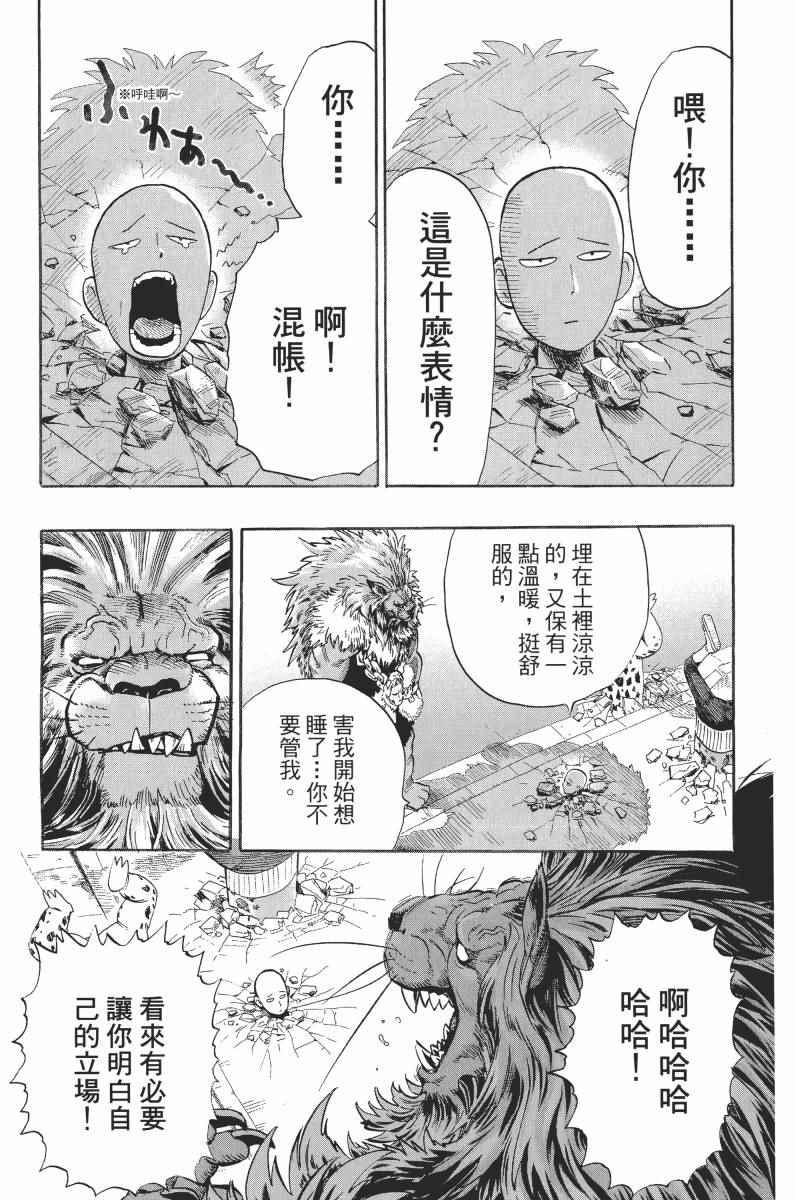 喂！你……
這是什麼表情？
你……
啊！
混帳！
※呼哇啊～
ふわぁ～～
埋在土裡涼涼
的，又保有一
點溫暖，挺舒
服的，
害我開始想
睡了…你不
要管我。
啊哈哈哈
哈哈！
看來有必要
讓你明白自
己的立場！